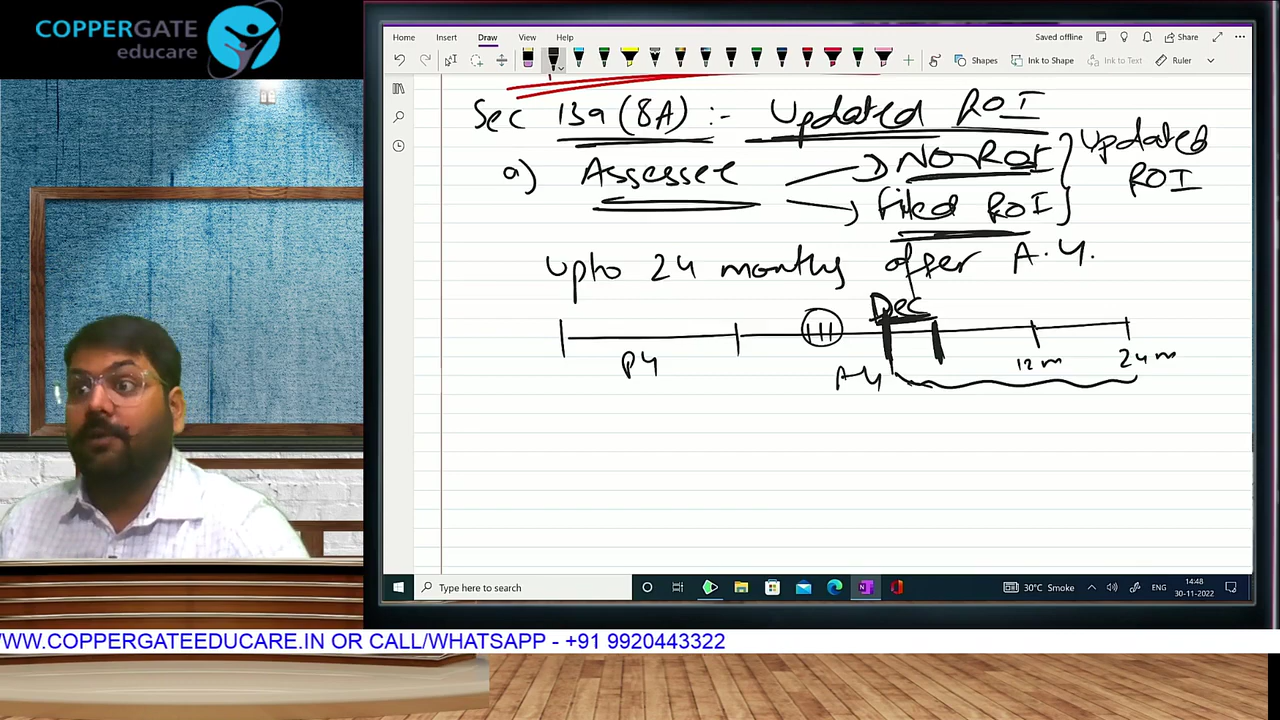 COPPERGATE
educare
Home Insert Draw View Help
Saved offline Share
Shapes Ink to Shape Ink to Text Ruler
Sec 139(8A) :- Updated ROI
a) Assessee → NO ROI
→ Filed ROI
Updated
ROI
upto 24 months after A.Y.
Dec
PY
AY
12 m
24 m
Type here to search
30°C Smoke
ENG
14:48
30-11-2022
WWW.COPPERGATEEDUCARE.IN OR CALL/WHATSAPP - +91 9920443322